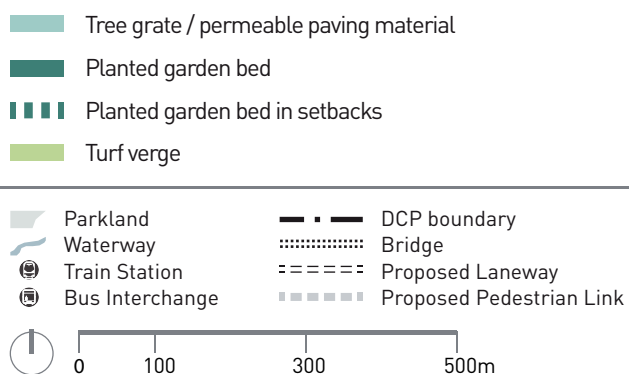 Tree grate / permeable paving material
Planted garden bed
Planted garden bed in setbacks
Turf verge
Parkland
Waterway
Train Station
Bus Interchange
DCP boundary
Bridge
Proposed Laneway
Proposed Pedestrian Link
0 100 300 500m